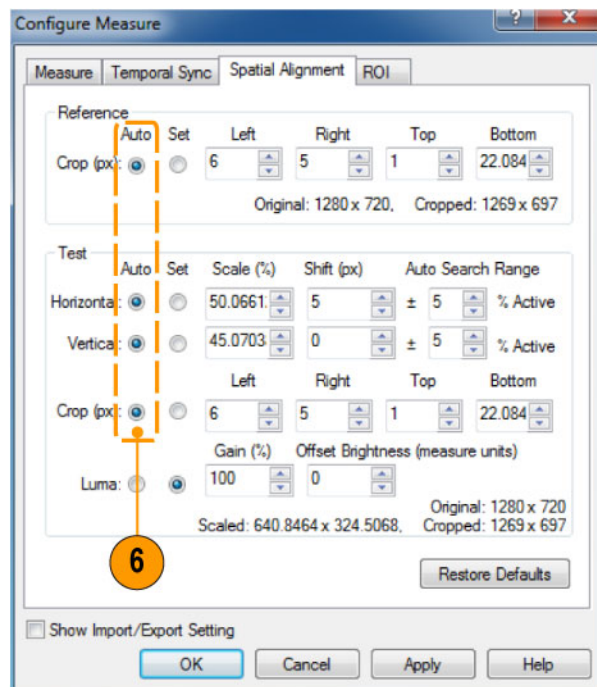 Configure Measure
Measure Temporal Sync Spatial Alignment ROI
Reference
Auto Set Left Right Top Bottom
Crop (px): 6 5 1 22.084
Original: 1280 x 720, Cropped: 1269 x 697
Test
Auto Set Scale (%) Shift (px) Auto Search Range
Horizontal: 50.0661 5 ± 5 % Active
Vertical: 45.0703 0 ± 5 % Active
Left Right Top Bottom
Crop (px): 6 5 1 22.084
Gain (%) Offset Brightness (measure units)
Luma: 100 0
Original: 1280 x 720
Scaled: 640.8464 x 324.5068, Cropped: 1269 x 697
6
Restore Defaults
Show Import/Export Setting
OK Cancel Apply Help